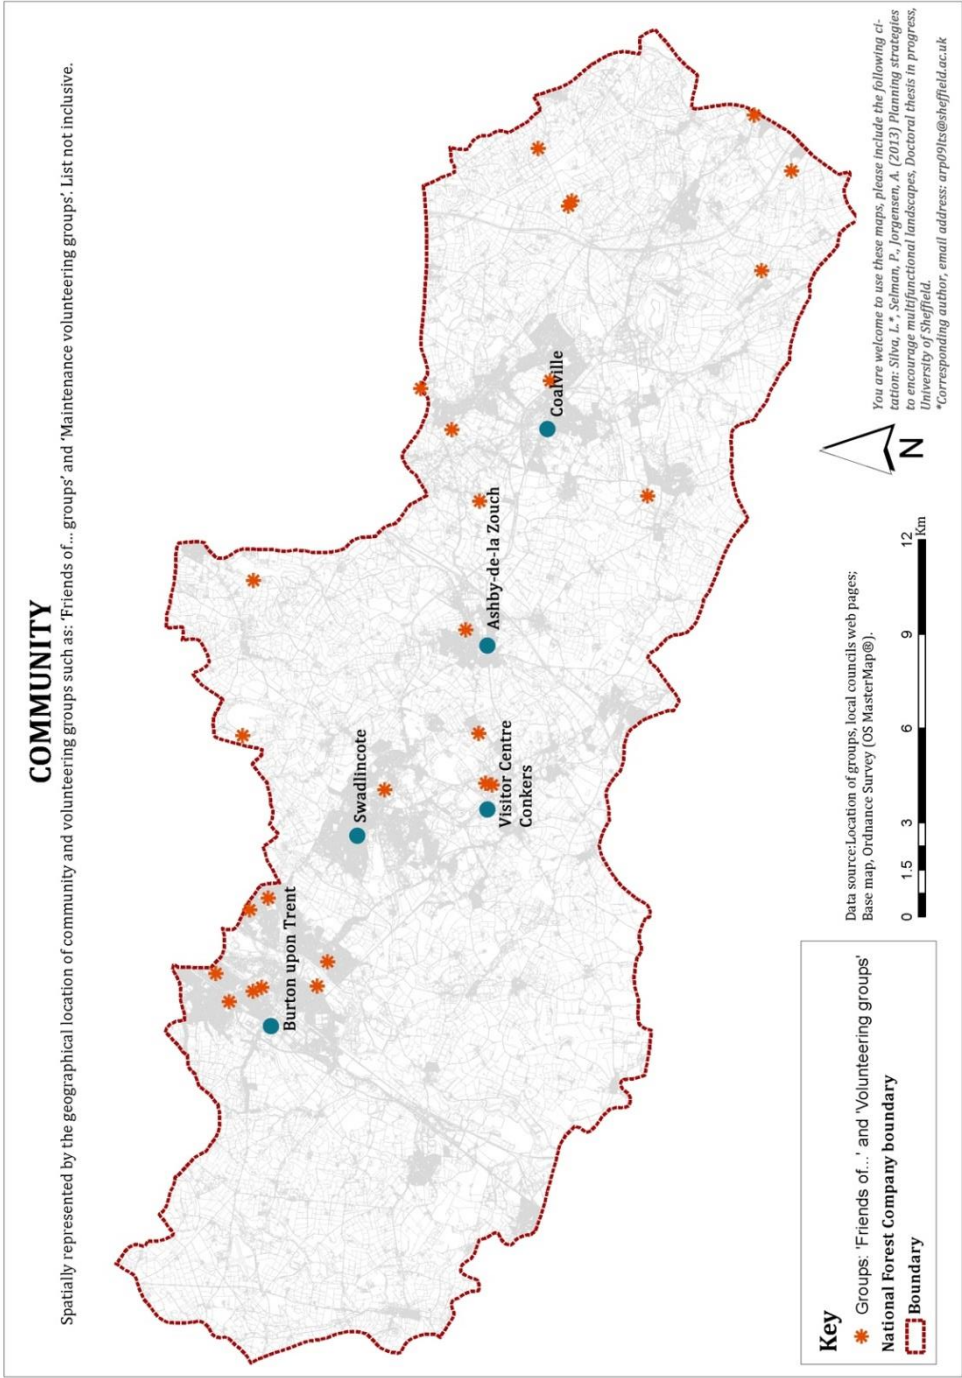 COMMUNITY
Spatially represented by the geographical location of community and volunteering groups such as: 'Friends of... groups' and 'Maintenance volunteering groups'. List not inclusive.
Burton upon Trent
Swadlincote
Visitor Centre
Conkers
Ashby-de-la Zouch
Coalville
Key
Groups: 'Friends of...' and 'Volunteering groups'
National Forest Company boundary
Boundary
Data source:Location of groups, local councils web pages;
Base map, Ordnance Survey (OS MasterMap®).
0 1.5 3 6 9 12
Km
N
You are welcome to use these maps, please include the following ci-
tation: Silva, L.*, Selman, P., Jorgensen, A. (2013) Planning strategies
to encourage multifunctional landscapes, Doctoral thesis in progress,
University of Sheffield.
*Corresponding author, email address: arp09lts@sheffield.ac.uk